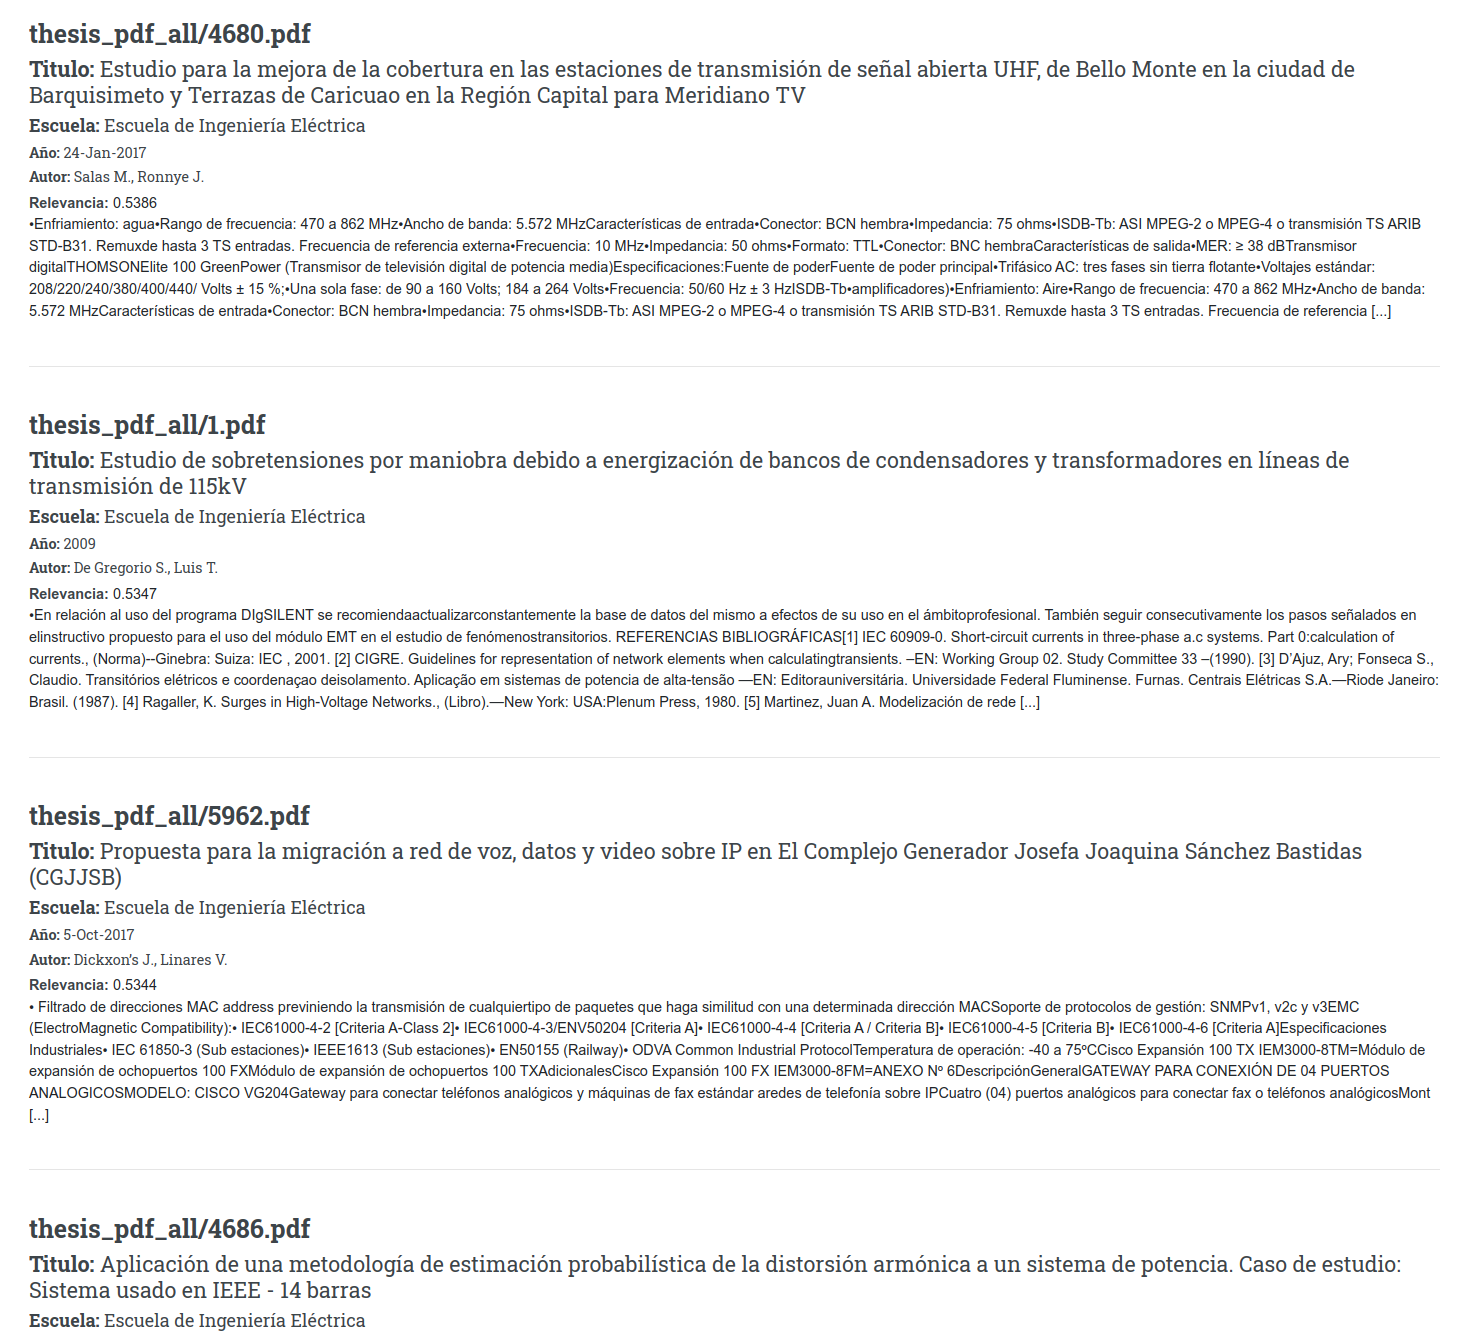 thesis_pdf_all/4680.pdf
Titulo: Estudio para la mejora de la cobertura en las estaciones de transmisión de señal abierta UHF, de Bello Monte en la ciudad de
Barquisimeto y Terrazas de Caricuao en la Región Capital para Meridiano TV
Escuela: Escuela de Ingeniería Eléctrica
Año: 24-Jan-2017
Autor: Salas M., Ronnye J.
Relevancia: 0.5386
•Enfriamiento: agua•Rango de frecuencia: 470 a 862 MHz•Ancho de banda: 5.572 MHzCaracterísticas de entrada•Conector: BCN hembra•Impedancia: 75 ohms•ISDB-Tb: ASI MPEG-2 o MPEG-4 o transmisión TS ARIB
STD-B31. Remuxde hasta 3 TS entradas. Frecuencia de referencia externa•Frecuencia: 10 MHz•Impedancia: 50 ohms•Formato: TTL•Conector: BNC hembraCaracterísticas de salida•MER: ≥ 38 dBTransmisor
digitalTHOMSONElite 100 GreenPower (Transmisor de televisión digital de potencia media)Especificaciones:Fuente de poderFuente de poder principal•Trifásico AC: tres fases sin tierra flotante•Voltajes estándar:
208/220/240/380/400/440/ Volts ± 15 %;•Una sola fase: de 90 a 160 Volts; 184 a 264 Volts•Frecuencia: 50/60 Hz ± 3 HzISDB-Tb•amplificadores)•Enfriamiento: Aire•Rango de frecuencia: 470 a 862 MHz•Ancho de banda:
5.572 MHzCaracterísticas de entrada•Conector: BCN hembra•Impedancia: 75 ohms•ISDB-Tb: ASI MPEG-2 o MPEG-4 o transmisión TS ARIB STD-B31. Remuxde hasta 3 TS entradas. Frecuencia de referencia [...]
thesis_pdf_all/1.pdf
Titulo: Estudio de sobretensiones por maniobra debido a energización de bancos de condensadores y transformadores en líneas de
transmisión de 115kV
Escuela: Escuela de Ingeniería Eléctrica
Año: 2009
Autor: De Gregorio S., Luis T.
Relevancia: 0.5347
•En relación al uso del programa DIgSILENT se recomiendaactualizarconstantemente la base de datos del mismo a efectos de su uso en el ámbitoprofesional. También seguir consecutivamente los pasos señalados en
elinstructivo propuesto para el uso del módulo EMT en el estudio de fenómenostransitorios. REFERENCIAS BIBLIOGRÁFICAS[1] IEC 60909-0. Short-circuit currents in three-phase a.c systems. Part 0:calculation of
currents., (Norma)--Ginebra: Suiza: IEC , 2001. [2] CIGRE. Guidelines for representation of network elements when calculatingtransients. –EN: Working Group 02. Study Committee 33 –(1990). [3] D’Ajuz, Ary; Fonseca S.,
Claudio. Transitórios elétricos e coordenaçao deisolamento. Aplicação em sistemas de potencia de alta-tensão —EN: Editorauniversitária. Universidade Federal Fluminense. Furnas. Centrais Elétricas S.A.—Riode Janeiro:
Brasil. (1987). [4] Ragaller, K. Surges in High-Voltage Networks., (Libro).—New York: USA:Plenum Press, 1980. [5] Martinez, Juan A. Modelización de rede [...]
thesis_pdf_all/5962.pdf
Titulo: Propuesta para la migración a red de voz, datos y video sobre IP en El Complejo Generador Josefa Joaquina Sánchez Bastidas
(CGJJSB)
Escuela: Escuela de Ingeniería Eléctrica
Año: 5-Oct-2017
Autor: Dickxon’s J., Linares V.
Relevancia: 0.5344
• Filtrado de direcciones MAC address previniendo la transmisión de cualquiertipo de paquetes que haga similitud con una determinada dirección MACSoporte de protocolos de gestión: SNMPv1, v2c y v3EMC
(ElectroMagnetic Compatibility):• IEC61000-4-2 [Criteria A-Class 2]• IEC61000-4-3/ENV50204 [Criteria A]• IEC61000-4-4 [Criteria A / Criteria B]• IEC61000-4-5 [Criteria B]• IEC61000-4-6 [Criteria A]Especificaciones
Industriales• IEC 61850-3 (Sub estaciones)• IEEE1613 (Sub estaciones)• EN50155 (Railway)• ODVA Common Industrial ProtocolTemperatura de operación: -40 a 75ºCCisco Expansión 100 TX IEM3000-8TM=Módulo de
expansión de ochopuertos 100 FXMódulo de expansión de ochopuertos 100 TXAdicionalesCisco Expansión 100 FX IEM3000-8FM=ANEXO Nº 6DescripciónGeneralGATEWAY PARA CONEXIÓN DE 04 PUERTOS
ANALOGICOSMODELO: CISCO VG204Gateway para conectar teléfonos analógicos y máquinas de fax estándar aredes de telefonía sobre IPCuatro (04) puertos analógicos para conectar fax o teléfonos analógicosMont
[...]
thesis_pdf_all/4686.pdf
Titulo: Aplicación de una metodología de estimación probabilística de la distorsión armónica a un sistema de potencia. Caso de estudio:
Sistema usado en IEEE - 14 barras
Escuela: Escuela de Ingeniería Eléctrica